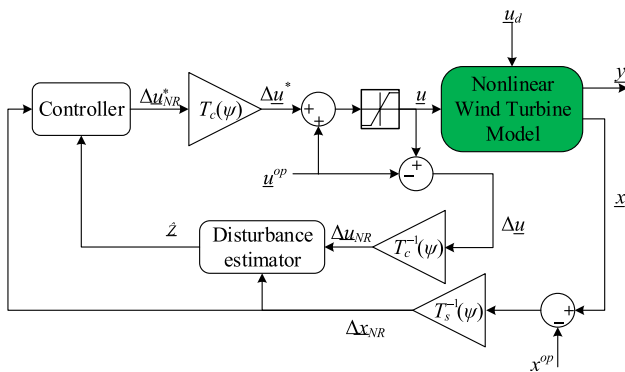 u_d
Controller
Δu*_NR
T_c(ψ)
Δu*
+
+
u
Nonlinear
Wind Turbine
Model
y
u^op
−
+
x
ẑ
Disturbance
estimator
Δu_NR
T_c^-1(ψ)
Δu
T_s^-1(ψ)
−
+
Δx_NR
x^op